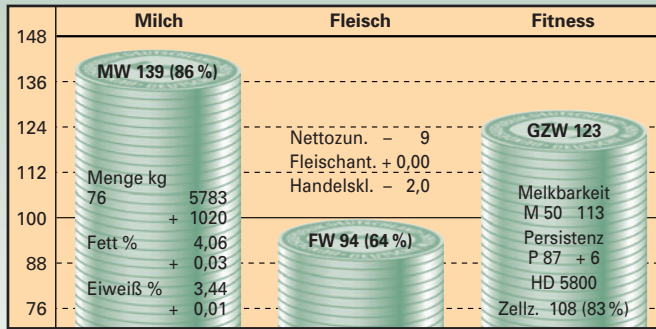 Milch Fleisch Fitness
148
136
124
112
100
88
76
MW 139 (86 %)
Menge kg
76 5783
+ 1020
Fett % 4,06
+ 0,03
Eiweiß % 3,44
+ 0,01
Nettozun. – 9
Fleischant. + 0,00
Handelskl. – 2,0
FW 94 (64 %)
GZW 123
Melkbarkeit
M 50 113
Persistenz
P 87 + 6
HD 5800
Zellz. 108 (83 %)